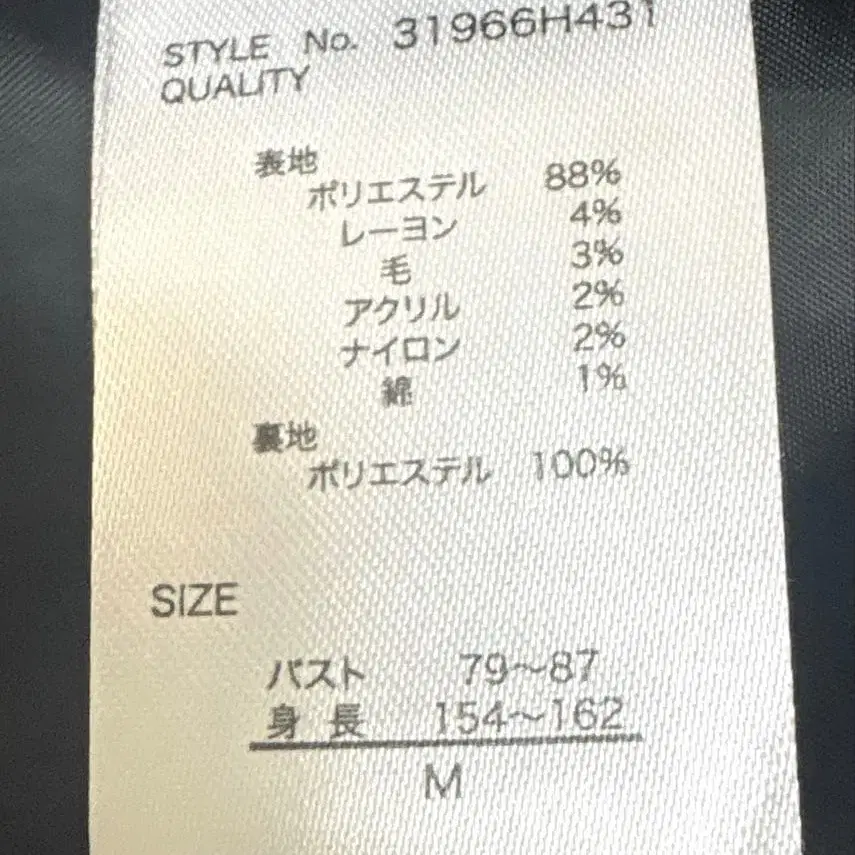 STYLE No. 31966H431
QUALITY
表地
ポリエステル 88%
レーヨン 4%
毛 3%
アクリル 2%
ナイロン 2%
綿 1%
裏地
ポリエステル 100%
SIZE
バスト 79～87
身 長 154～162
M